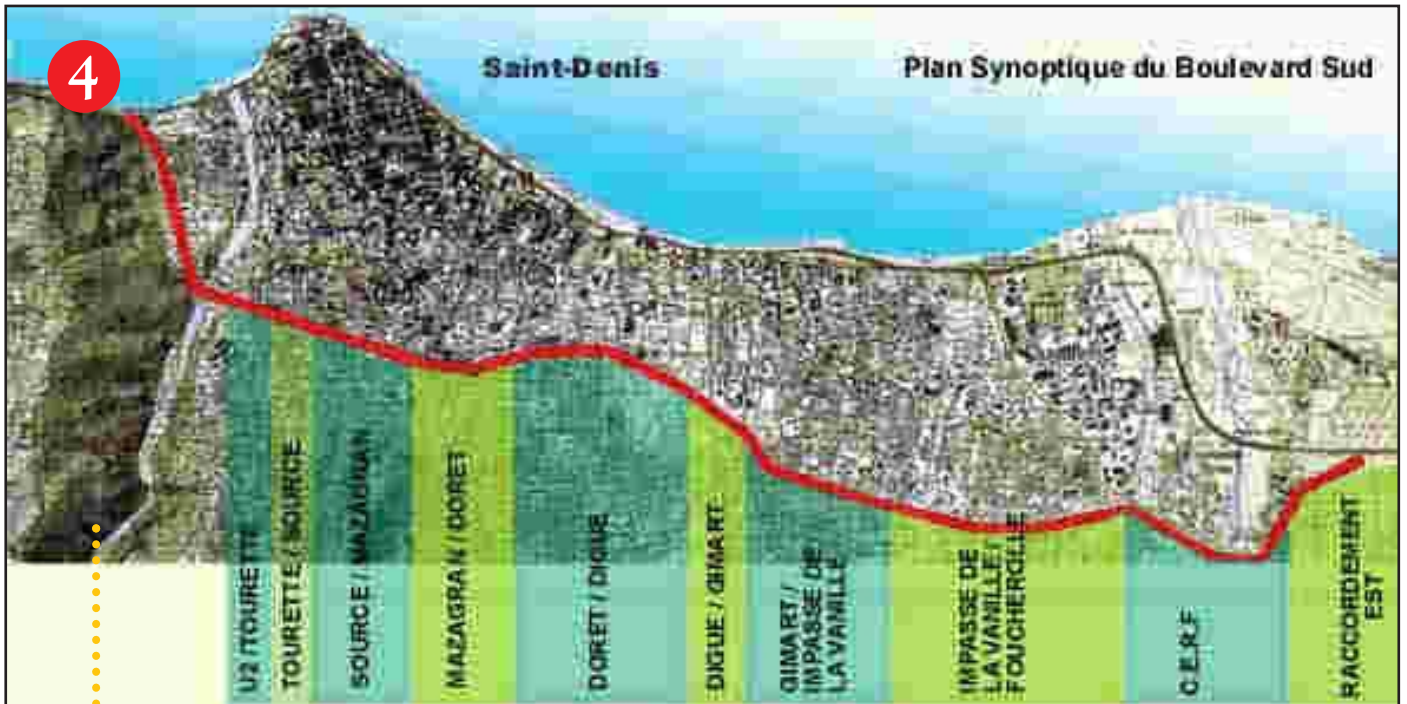 4
Saint-Denis
Plan Synoptique du Boulevard Sud
U2 / TOURETTE
TOURETTE / SOURCE
SOURCE / MAZAGRAN
MAZAGRAN / DORET
DORET / DIGUE
DIGUE / GIMART
GIMART /
IMPASSE DE
LA VANILLE
IMPASSE DE
LA VANILLE /
FOUCHEROLLE
C.E.R.F
RACCORDEMENT
EST